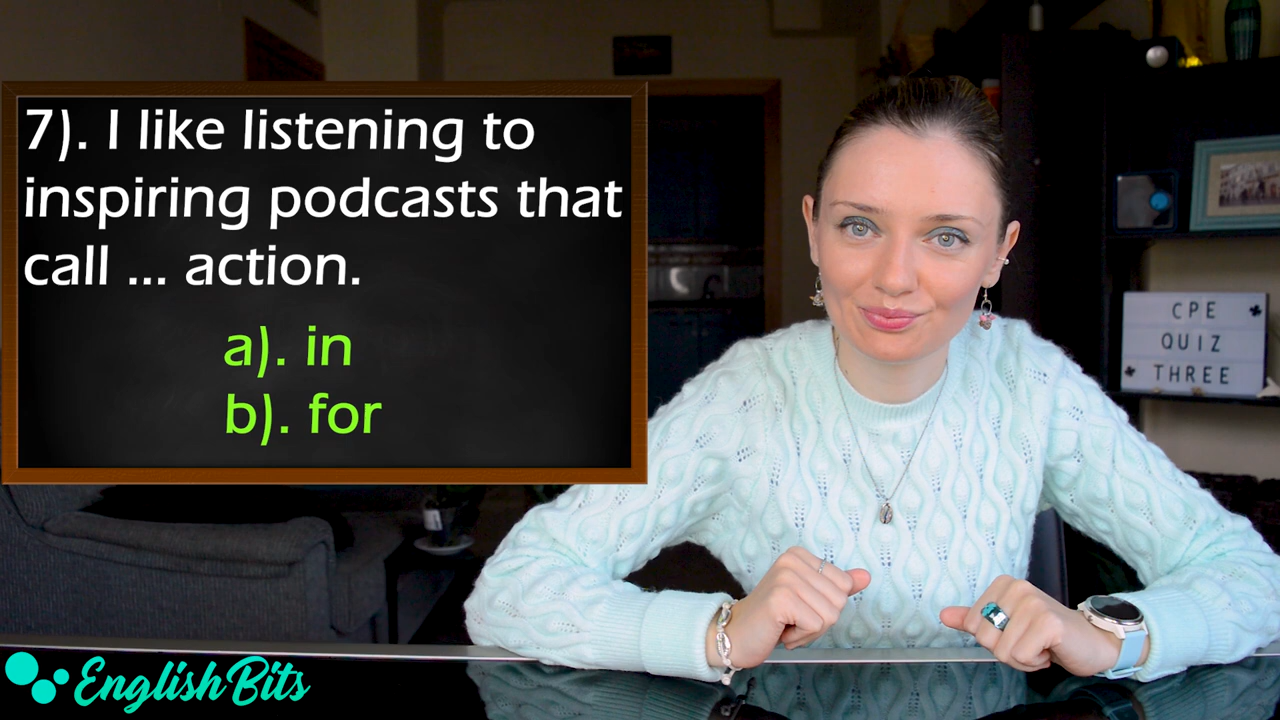 7). I like listening to
inspiring podcasts that
call ... action.
a). in
b). for
CPE
QUIZ
THREE
EnglishBits